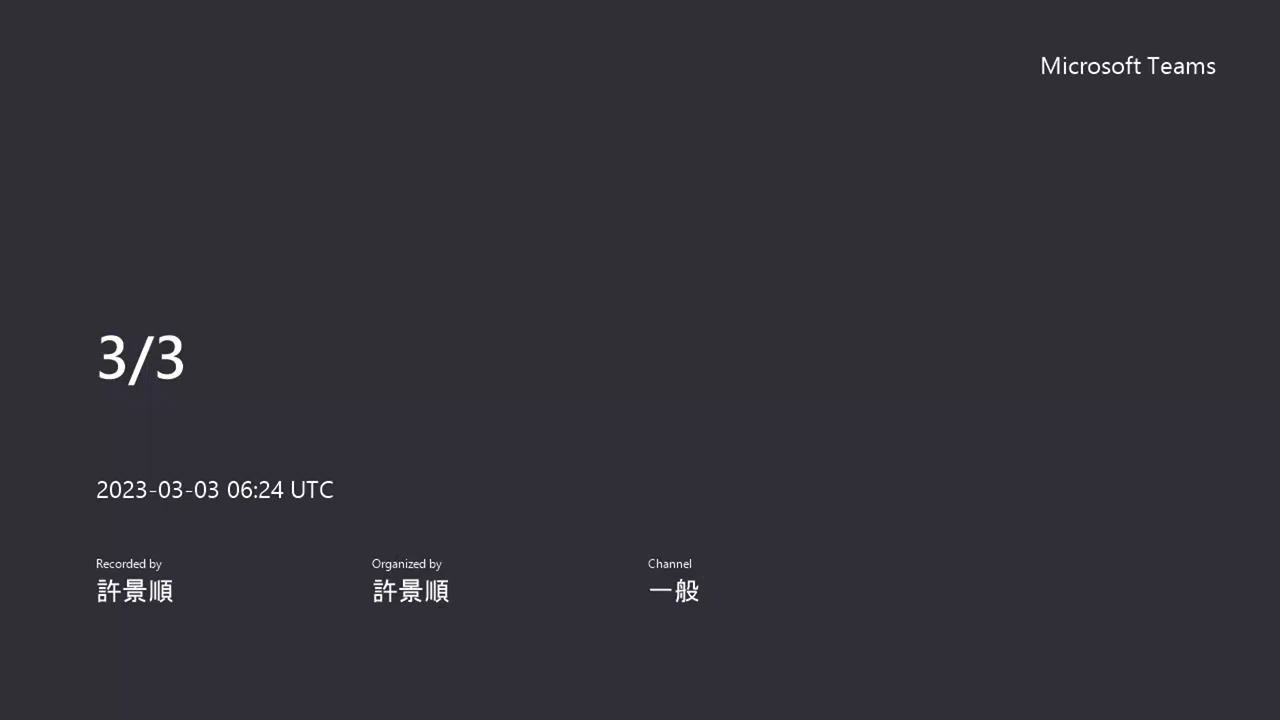 Microsoft Teams
3/3
2023-03-03 06:24 UTC
Recorded by
許景順
Organized by
許景順
Channel
一般